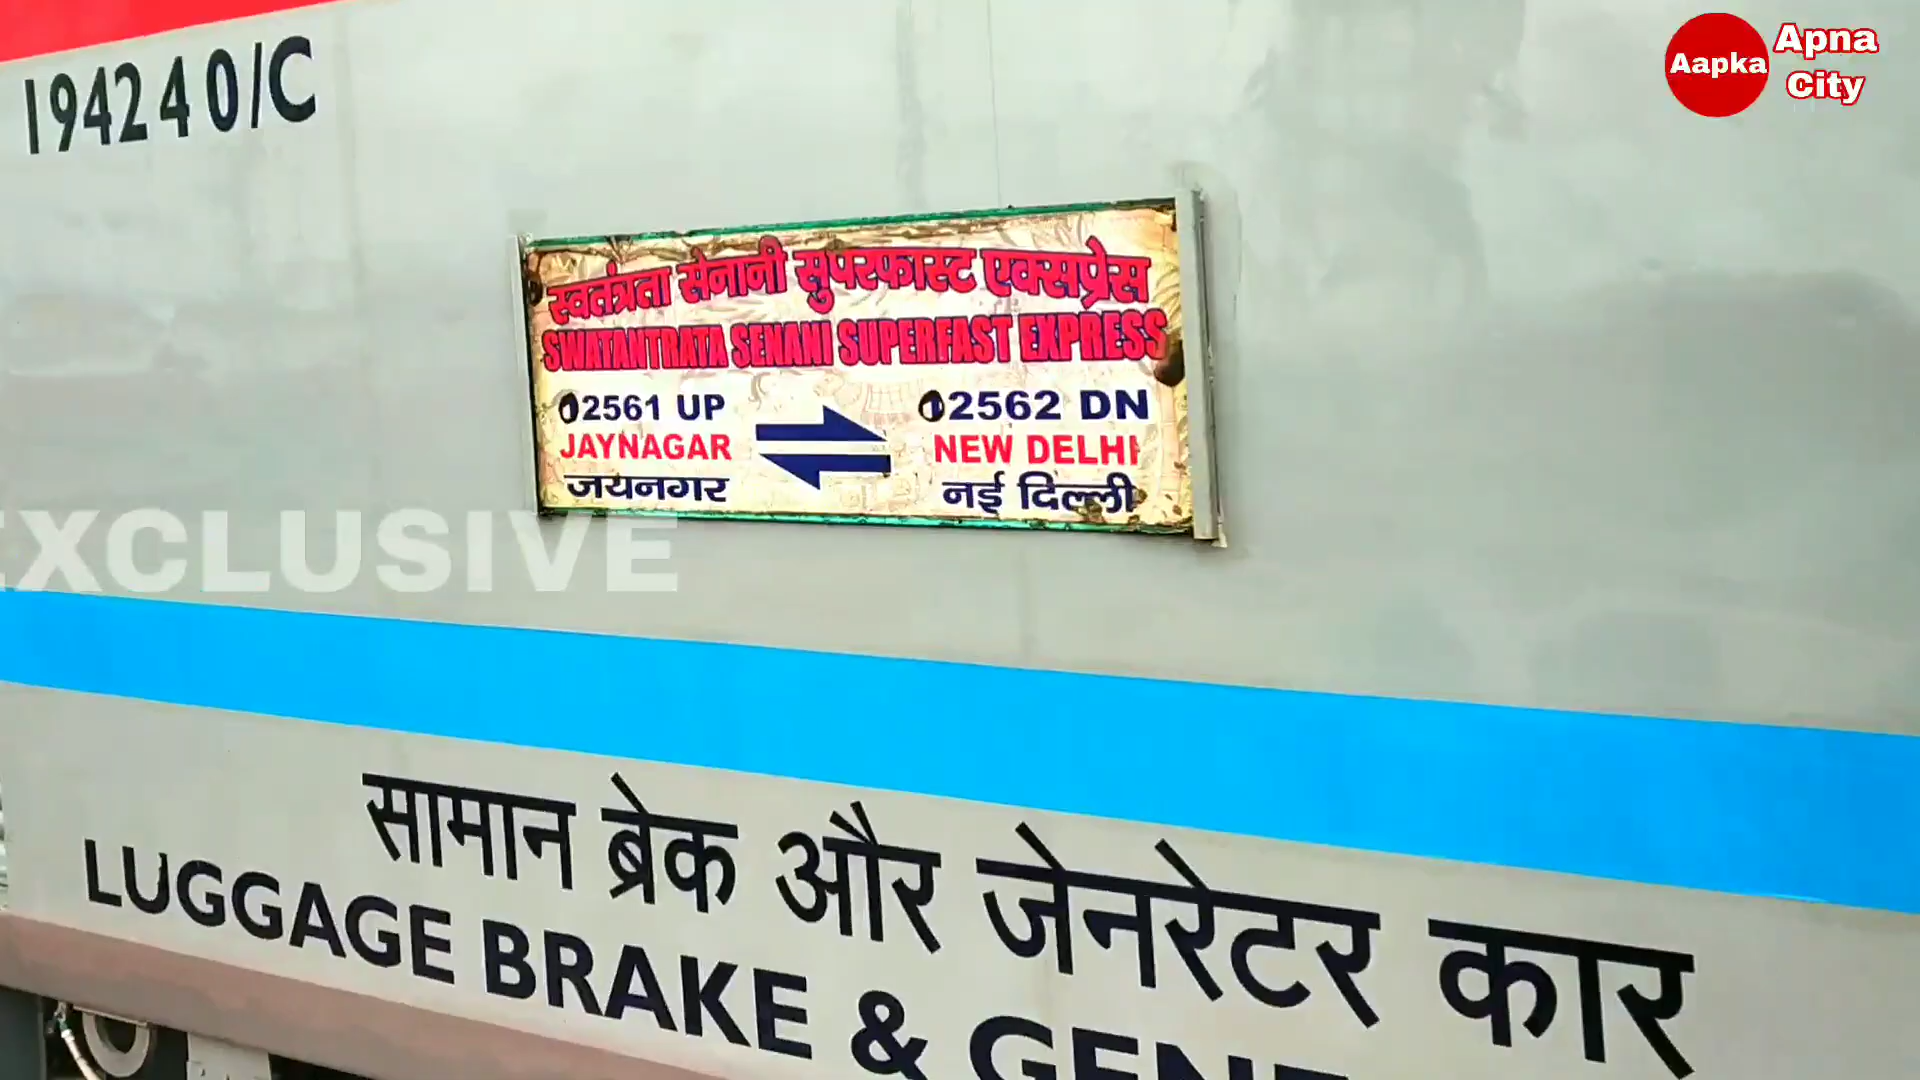 194240/C
Aapka Apna
City
स्वतंत्रता सेनानी सुपरफास्ट एक्सप्रेस
SWATANTRATA SENANI SUPERFAST EXPRESS
02561 UP
JAYNAGAR
जयनगर
02562 DN
NEW DELHI
नई दिल्ली
EXCLUSIVE
सामान ब्रेक और जेनरेटर कार
LUGGAGE BRAKE &